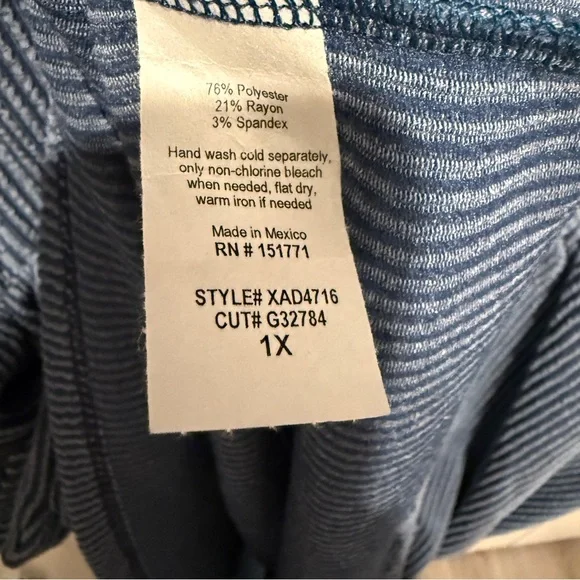 76% Polyester
21% Rayon
3% Spandex
Hand wash cold separately,
only non-chlorine bleach
when needed, flat dry,
warm iron if needed
Made in Mexico
RN # 151771
STYLE# XAD4716
CUT# G32784
1X